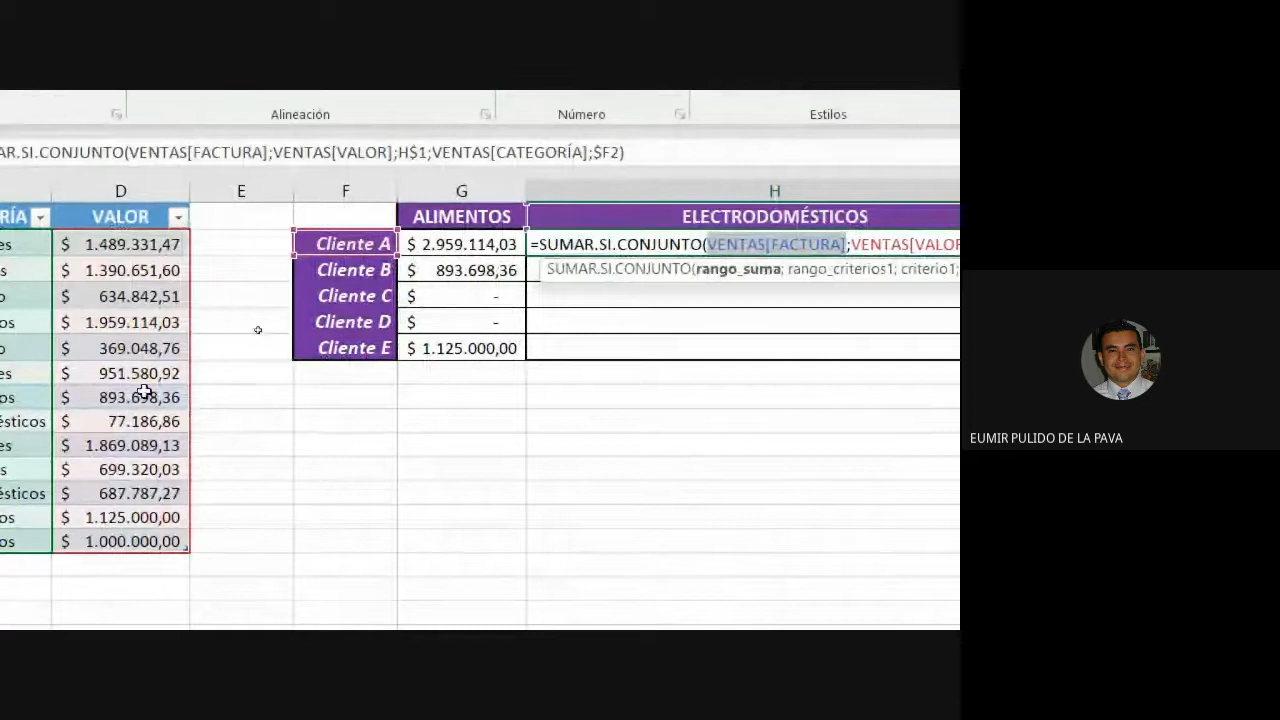 Alineación Número Estilos
AR.SI.CONJUNTO(VENTAS[FACTURA];VENTAS[VALOR];H$1;VENTAS[CATEGORÍA];$F2)
D E F G H
RÍA VALOR ALIMENTOS ELECTRODOMÉSTICOS
es $ 1.489.331,47 Cliente A $ 2.959.114,03 =SUMAR.SI.CONJUNTO(VENTAS[FACTURA];VENTAS[VALOR
s $ 1.390.651,60 Cliente B $ 893.698,36 SUMAR.SI.CONJUNTO(rango_suma; rango_criterios1; criterio1;
o $ 634.842,51 Cliente C $ -
os $ 1.959.114,03 Cliente D $ -
o $ 369.048,76 Cliente E $ 1.125.000,00
es $ 951.580,92
os $ 893.698,36
ésticos $ 77.186,86
es $ 1.869.089,13
s $ 699.320,03
ésticos $ 687.787,27
os $ 1.125.000,00
os $ 1.000.000,00
EUMIR PULIDO DE LA PAVA